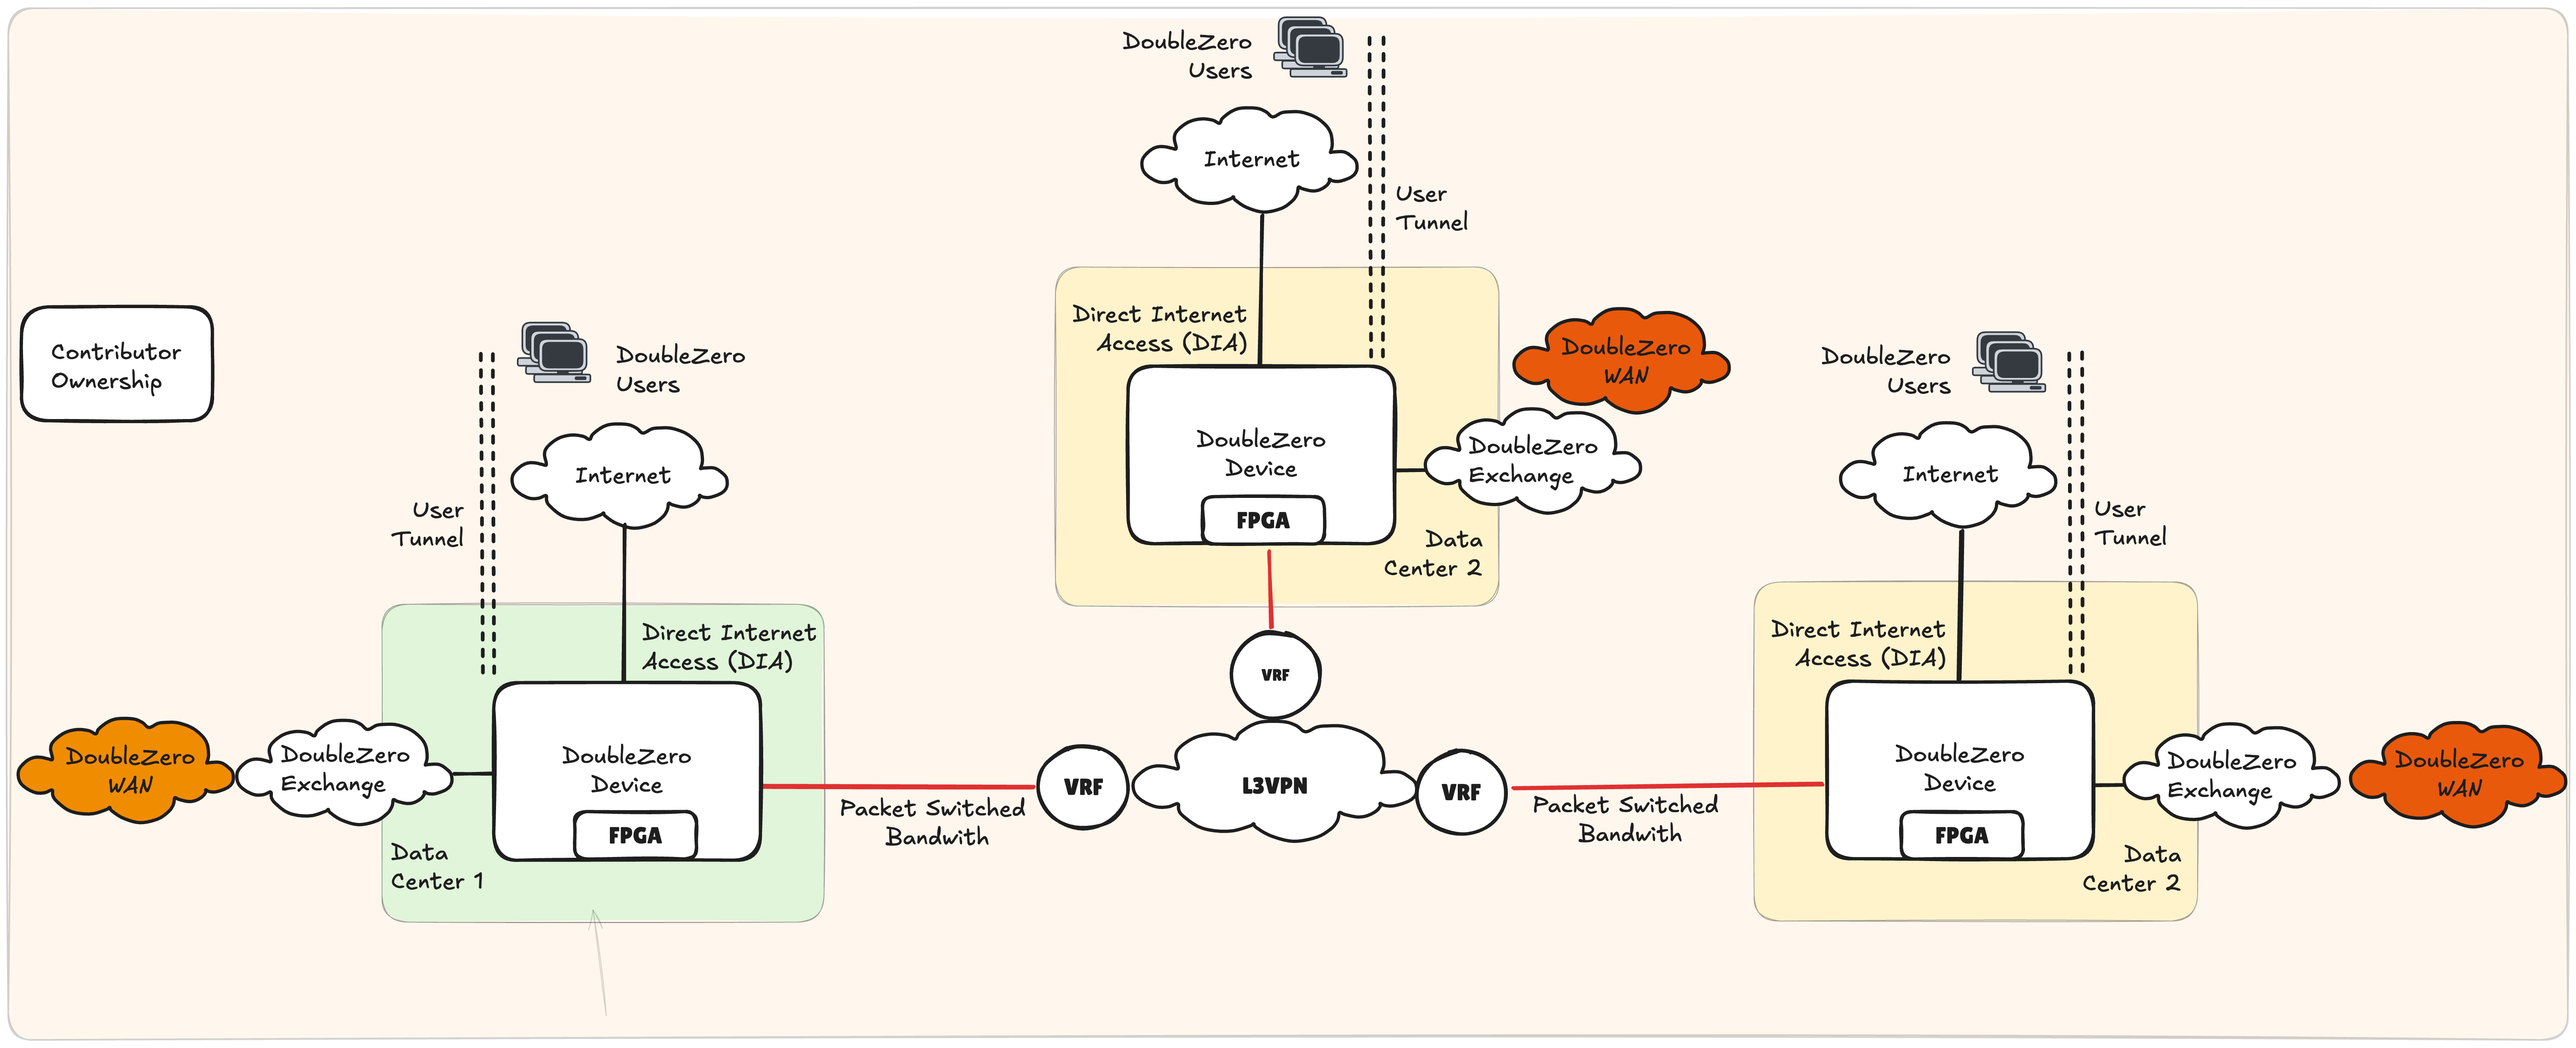 DoubleZero
Users
Internet
User
Tunnel
Direct Internet
Access (DIA)
DoubleZero
WAN
DoubleZero
Device
DoubleZero
Exchange
FPGA
Data
Center 2
Contributor
Ownership
DoubleZero
Users
Internet
User
Tunnel
Direct Internet
Access (DIA)
DoubleZero
WAN
DoubleZero
Exchange
DoubleZero
Device
FPGA
Data
Center 1
Packet Switched
Bandwith
VRF
VRF
L3VPN
VRF
Packet Switched
Bandwith
DoubleZero
Users
Internet
User
Tunnel
Direct Internet
Access (DIA)
DoubleZero
Device
FPGA
DoubleZero
Exchange
DoubleZero
WAN
Data
Center 2